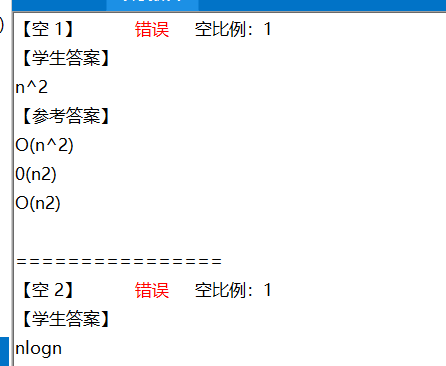 【空 1】 错误 空比例：1
【学生答案】
n^2
【参考答案】
O(n^2)
0(n2)
O(n2)
================
【空 2】 错误 空比例：1
【学生答案】
nlogn